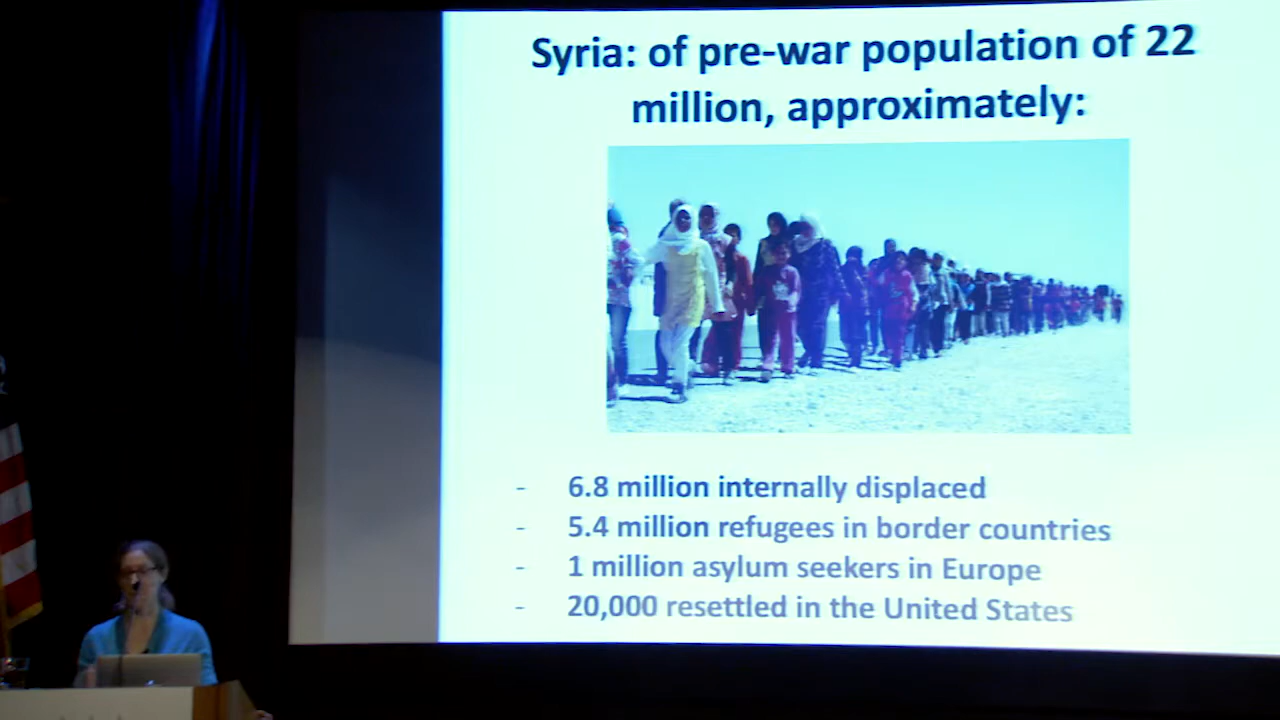 Syria: of pre-war population of 22
million, approximately:
- 6.8 million internally displaced
- 5.4 million refugees in border countries
- 1 million asylum seekers in Europe
- 20,000 resettled in the United States